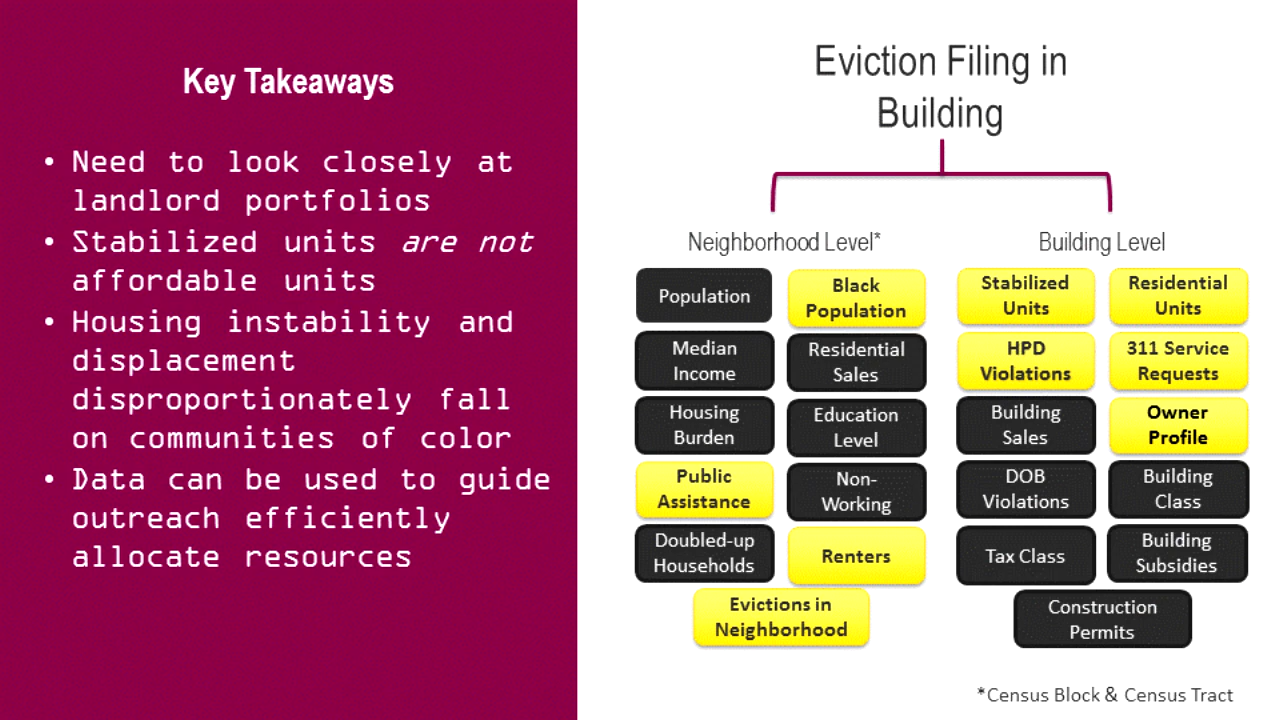 Key Takeaways
• Need to look closely at
landlord portfolios
• Stabilized units are not
affordable units
• Housing instability and
displacement
disproportionately fall
on communities of color
• Data can be used to guide
outreach efficiently
allocate resources
Eviction Filing in
Building
Neighborhood Level*
Population
Black
Population
Median
Income
Residential
Sales
Housing
Burden
Education
Level
Public
Assistance
Non-
Working
Doubled-up
Households
Renters
Evictions in
Neighborhood
Building Level
Stabilized
Units
Residential
Units
HPD
Violations
311 Service
Requests
Building
Sales
Owner
Profile
DOB
Violations
Building
Class
Tax Class
Building
Subsidies
Construction
Permits
*Census Block & Census Tract